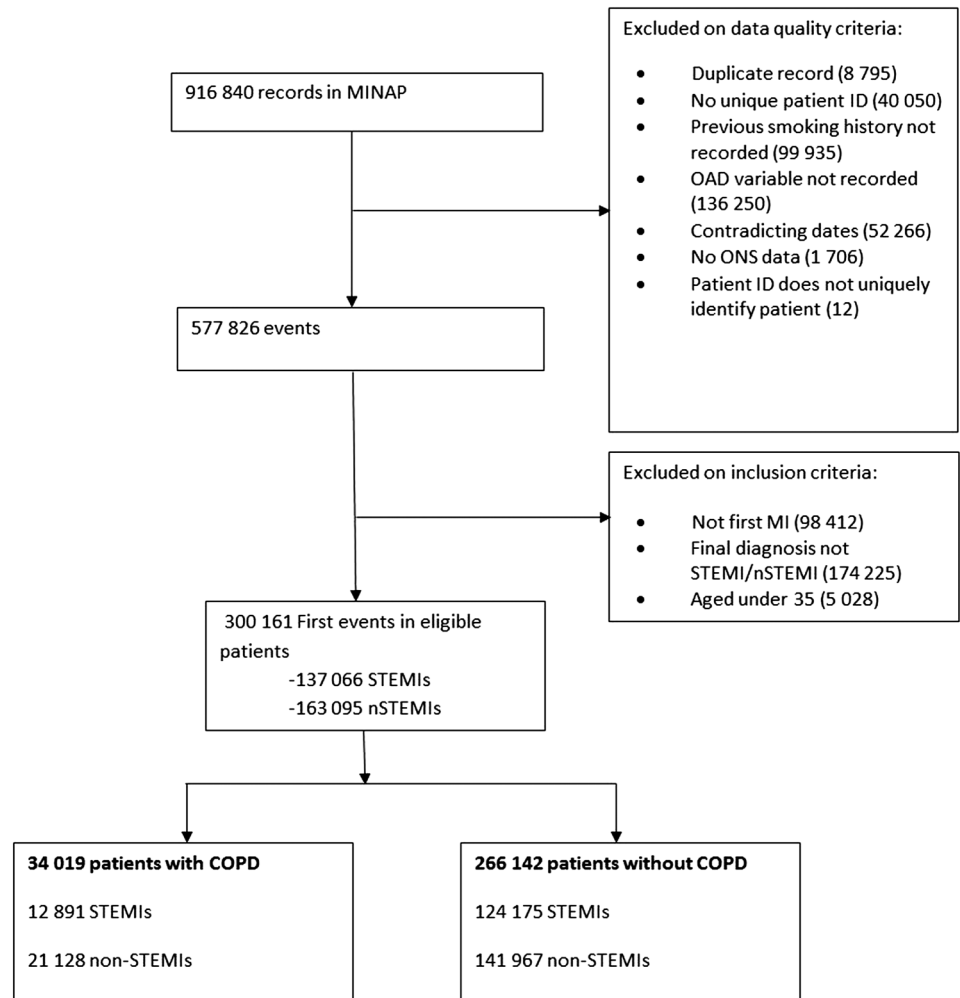 916 840 records in MINAP
Excluded on data quality criteria:
• Duplicate record (8 795)
• No unique patient ID (40 050)
• Previous smoking history not
recorded (99 935)
• OAD variable not recorded
(136 250)
• Contradicting dates (52 266)
• No ONS data (1 706)
• Patient ID does not uniquely
identify patient (12)
577 826 events
Excluded on inclusion criteria:
• Not first MI (98 412)
• Final diagnosis not
STEMI/nSTEMI (174 225)
• Aged under 35 (5 028)
300 161 First events in eligible
patients
-137 066 STEMIs
-163 095 nSTEMIs
34 019 patients with COPD
12 891 STEMIs
21 128 non-STEMIs
266 142 patients without COPD
124 175 STEMIs
141 967 non-STEMIs